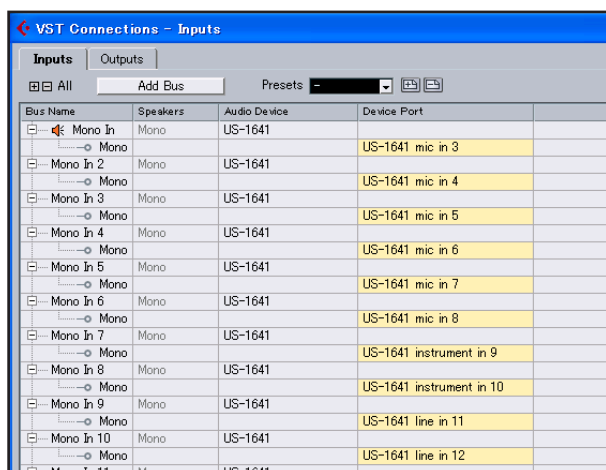 VST Connections - Inputs
Inputs Outputs
All Add Bus Presets -
Bus Name Speakers Audio Device Device Port
Mono In Mono US-1641
Mono US-1641 mic in 3
Mono In 2 Mono US-1641
Mono US-1641 mic in 4
Mono In 3 Mono US-1641
Mono US-1641 mic in 5
Mono In 4 Mono US-1641
Mono US-1641 mic in 6
Mono In 5 Mono US-1641
Mono US-1641 mic in 7
Mono In 6 Mono US-1641
Mono US-1641 mic in 8
Mono In 7 Mono US-1641
Mono US-1641 instrument in 9
Mono In 8 Mono US-1641
Mono US-1641 instrument in 10
Mono In 9 Mono US-1641
Mono US-1641 line in 11
Mono In 10 Mono US-1641
Mono US-1641 line in 12